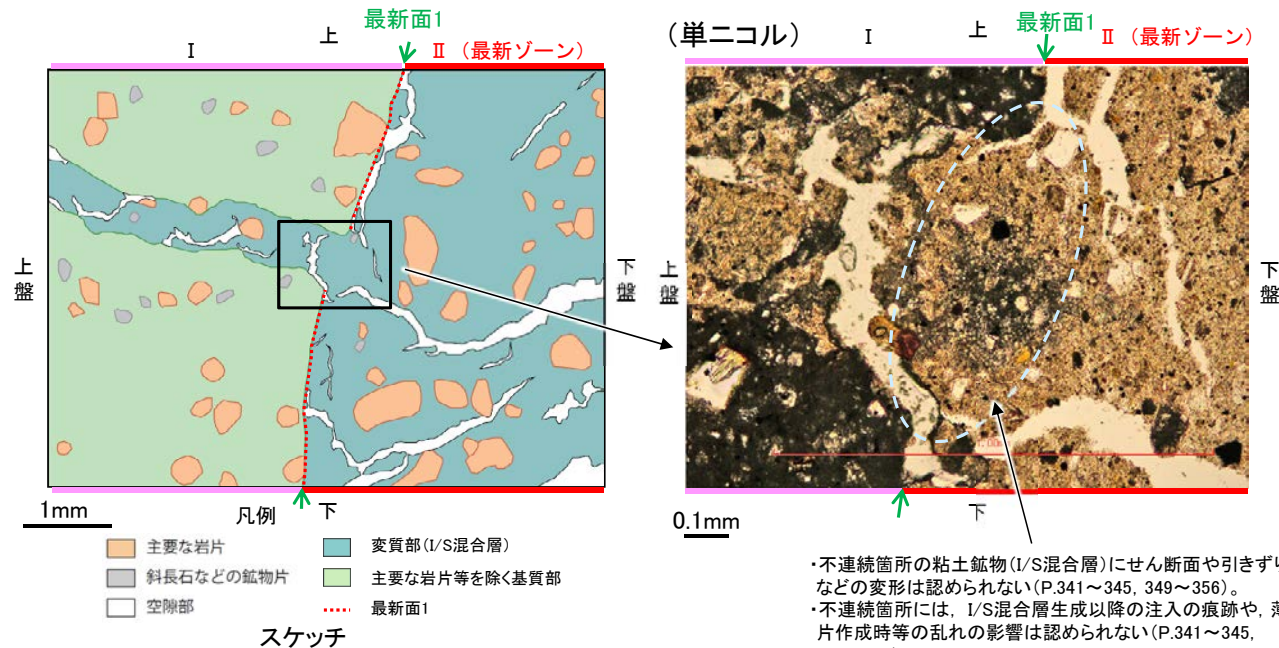 最新面1
上
I
II (最新ゾーン)
上盤
下盤
1mm
凡例
下
主要な岩片
変質部(I/S混合層)
斜長石などの鉱物片
主要な岩片等を除く基質部
空隙部
最新面1
スケッチ
(単ニコル)
I
上
最新面1
II (最新ゾーン)
上盤
下盤
0.1mm
下
・不連続箇所の粘土鉱物(I/S混合層)にせん断面や引きずり
などの変形は認められない(P.341～345, 349～356)。
・不連続箇所には, I/S混合層生成以降の注入の痕跡や, 薄
片作成時等の乱れの影響は認められない(P.341～345,